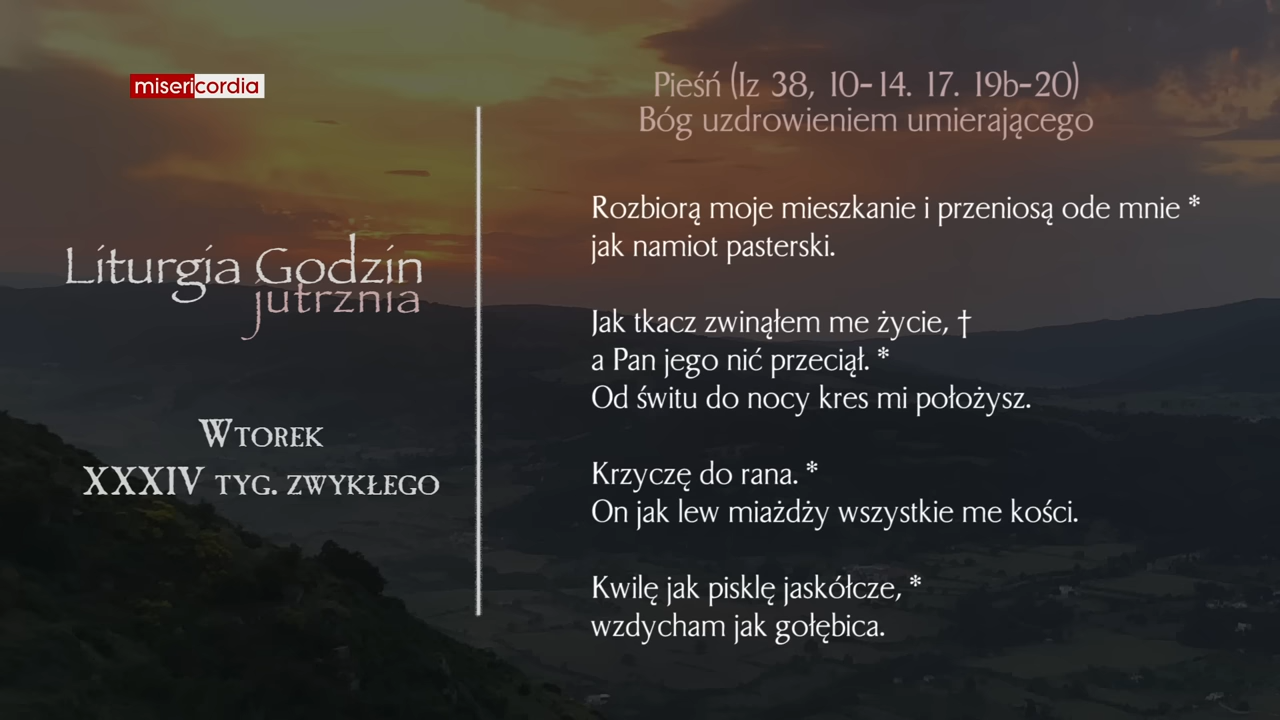 misericordia
Liturgia Godzin
jutrznia
Wtorek
XXXIV tyg. zwykłego
Pieśń (Iz 38, 10-14. 17. 19b-20)
Bóg uzdrowieniem umierającego
Rozbiorą moje mieszkanie i przeniosą ode mnie *
jak namiot pasterski.
Jak tkacz zwinąłem me życie, †
a Pan jego nić przeciął. *
Od świtu do nocy kres mi położysz.
Krzyczę do rana. *
On jak lew miażdży wszystkie me kości.
Kwilę jak pisklę jaskółcze, *
wzdycham jak gołębica.